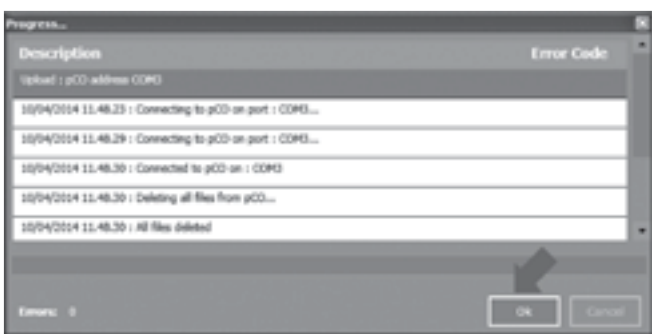 Progress...
Description Error Code
Upload : pCO address COM3
10/04/2014 11.48.23 : Connecting to pCO on port : COM3...
10/04/2014 11.48.29 : Connecting to pCO on port : COM3...
10/04/2014 11.48.30 : Connected to pCO on : COM3
10/04/2014 11.48.30 : Deleting all files from pCO...
10/04/2014 11.48.30 : All files deleted
Errors: 0
Ok Cancel